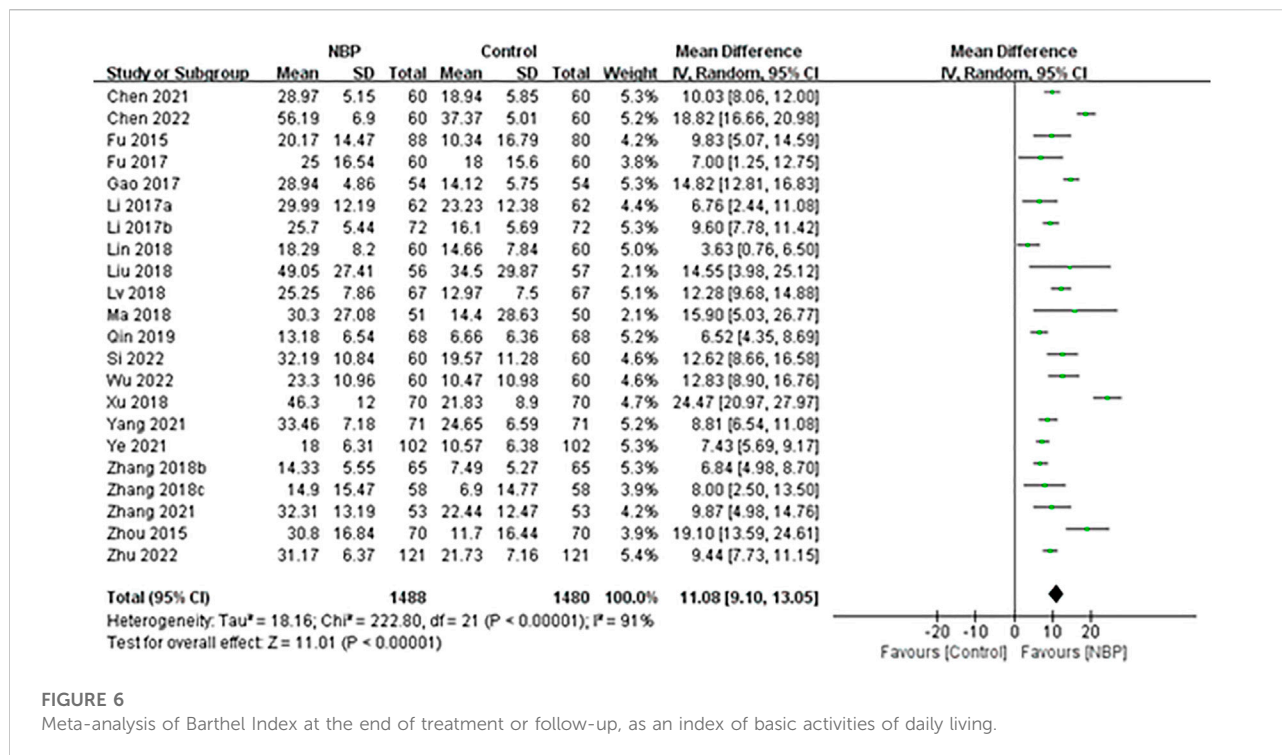 NBP Control Mean Difference Mean Difference
Study or Subgroup Mean SD Total Mean SD Total Weight IV, Random, 95% CI IV, Random, 95% CI
Chen 2021 28.97 5.15 60 18.94 5.85 60 5.3% 10.03 [8.06, 12.00]
Chen 2022 56.19 6.9 60 37.37 5.01 60 5.2% 18.82 [16.66, 20.98]
Fu 2015 20.17 14.47 88 10.34 16.79 80 4.2% 9.83 [5.07, 14.59]
Fu 2017 25 16.54 60 18 15.6 60 3.8% 7.00 [1.25, 12.75]
Gao 2017 28.94 4.86 54 14.12 5.75 54 5.3% 14.82 [12.81, 16.83]
Li 2017a 29.99 12.19 62 23.23 12.38 62 4.4% 6.76 [2.44, 11.08]
Li 2017b 25.7 5.44 72 16.1 5.69 72 5.3% 9.60 [7.78, 11.42]
Lin 2018 18.29 8.2 60 14.66 7.84 60 5.0% 3.63 [0.76, 6.50]
Liu 2018 49.05 27.41 56 34.5 29.87 57 2.1% 14.55 [3.98, 25.12]
Lv 2018 25.25 7.86 67 12.97 7.5 67 5.1% 12.28 [9.68, 14.88]
Ma 2018 30.3 27.08 51 14.4 28.63 50 2.1% 15.90 [5.03, 26.77]
Qin 2019 13.18 6.54 68 6.66 6.36 68 5.2% 6.52 [4.35, 8.69]
Si 2022 32.19 10.84 60 19.57 11.28 60 4.6% 12.62 [8.66, 16.58]
Wu 2022 23.3 10.96 60 10.47 10.98 60 4.6% 12.83 [8.90, 16.76]
Xu 2018 46.3 12 70 21.83 8.9 70 4.7% 24.47 [20.97, 27.97]
Yang 2021 33.46 7.18 71 24.65 6.59 71 5.2% 8.81 [6.54, 11.08]
Ye 2021 18 6.31 102 10.57 6.38 102 5.3% 7.43 [5.69, 9.17]
Zhang 2018b 14.33 5.55 65 7.49 5.27 65 5.3% 6.84 [4.98, 8.70]
Zhang 2018c 14.9 15.47 58 6.9 14.77 58 3.9% 8.00 [2.50, 13.50]
Zhang 2021 32.31 13.19 53 22.44 12.47 53 4.2% 9.87 [4.98, 14.76]
Zhou 2015 30.8 16.84 70 11.7 16.44 70 3.9% 19.10 [13.59, 24.61]
Zhu 2022 31.17 6.37 121 21.73 7.16 121 5.4% 9.44 [7.73, 11.15]
Total (95% CI) 1488 1480 100.0% 11.08 [9.10, 13.05]
Heterogeneity: Tau² = 18.16; Chi² = 222.80, df = 21 (P < 0.00001); I² = 91%
Test for overall effect: Z = 11.01 (P < 0.00001)
-20 -10 0 10 20
Favours [Control] Favours [NBP]
FIGURE 6
Meta-analysis of Barthel Index at the end of treatment or follow-up, as an index of basic activities of daily living.